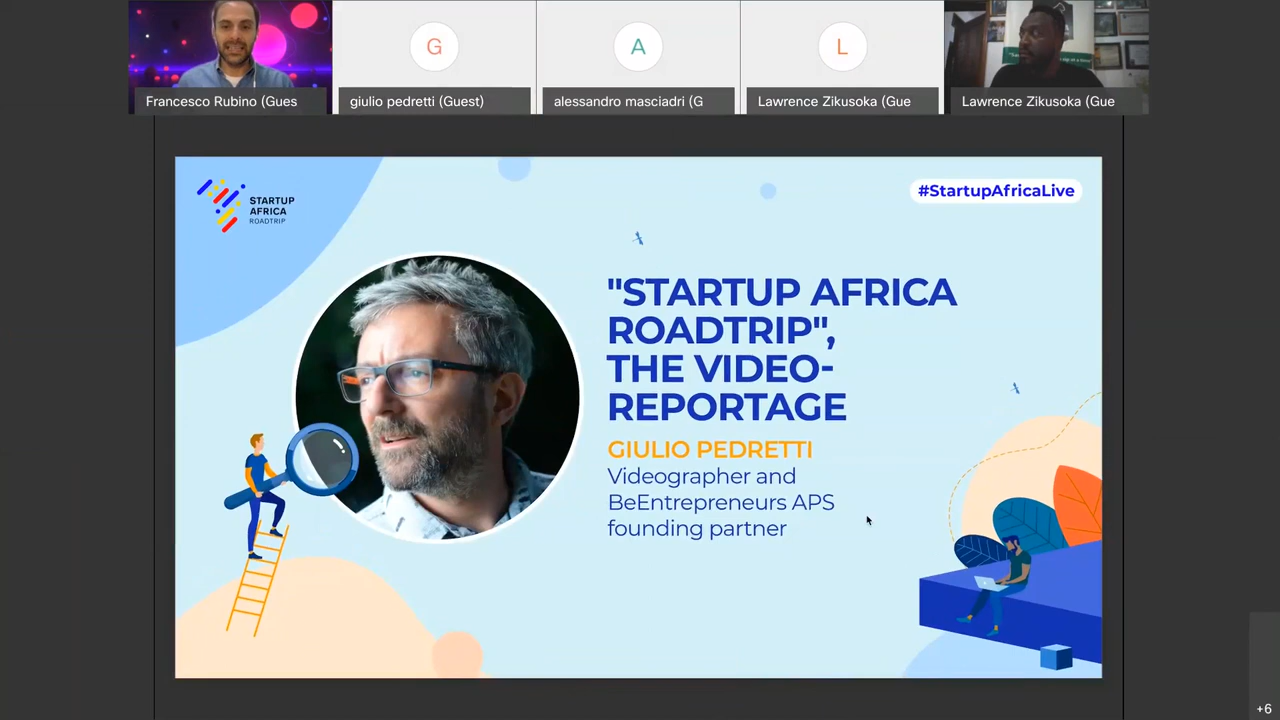 G
A
L
Francesco Rubino (Gues
giulio pedretti (Guest)
alessandro masciadri (G
Lawrence Zikusoka (Gue
Lawrence Zikusoka (Gue
STARTUP
AFRICA
ROADTRIP
#StartupAfricaLive
"STARTUP AFRICA
ROADTRIP",
THE VIDEO-
REPORTAGE
GIULIO PEDRETTI
Videographer and
BeEntrepreneurs APS
founding partner
+6